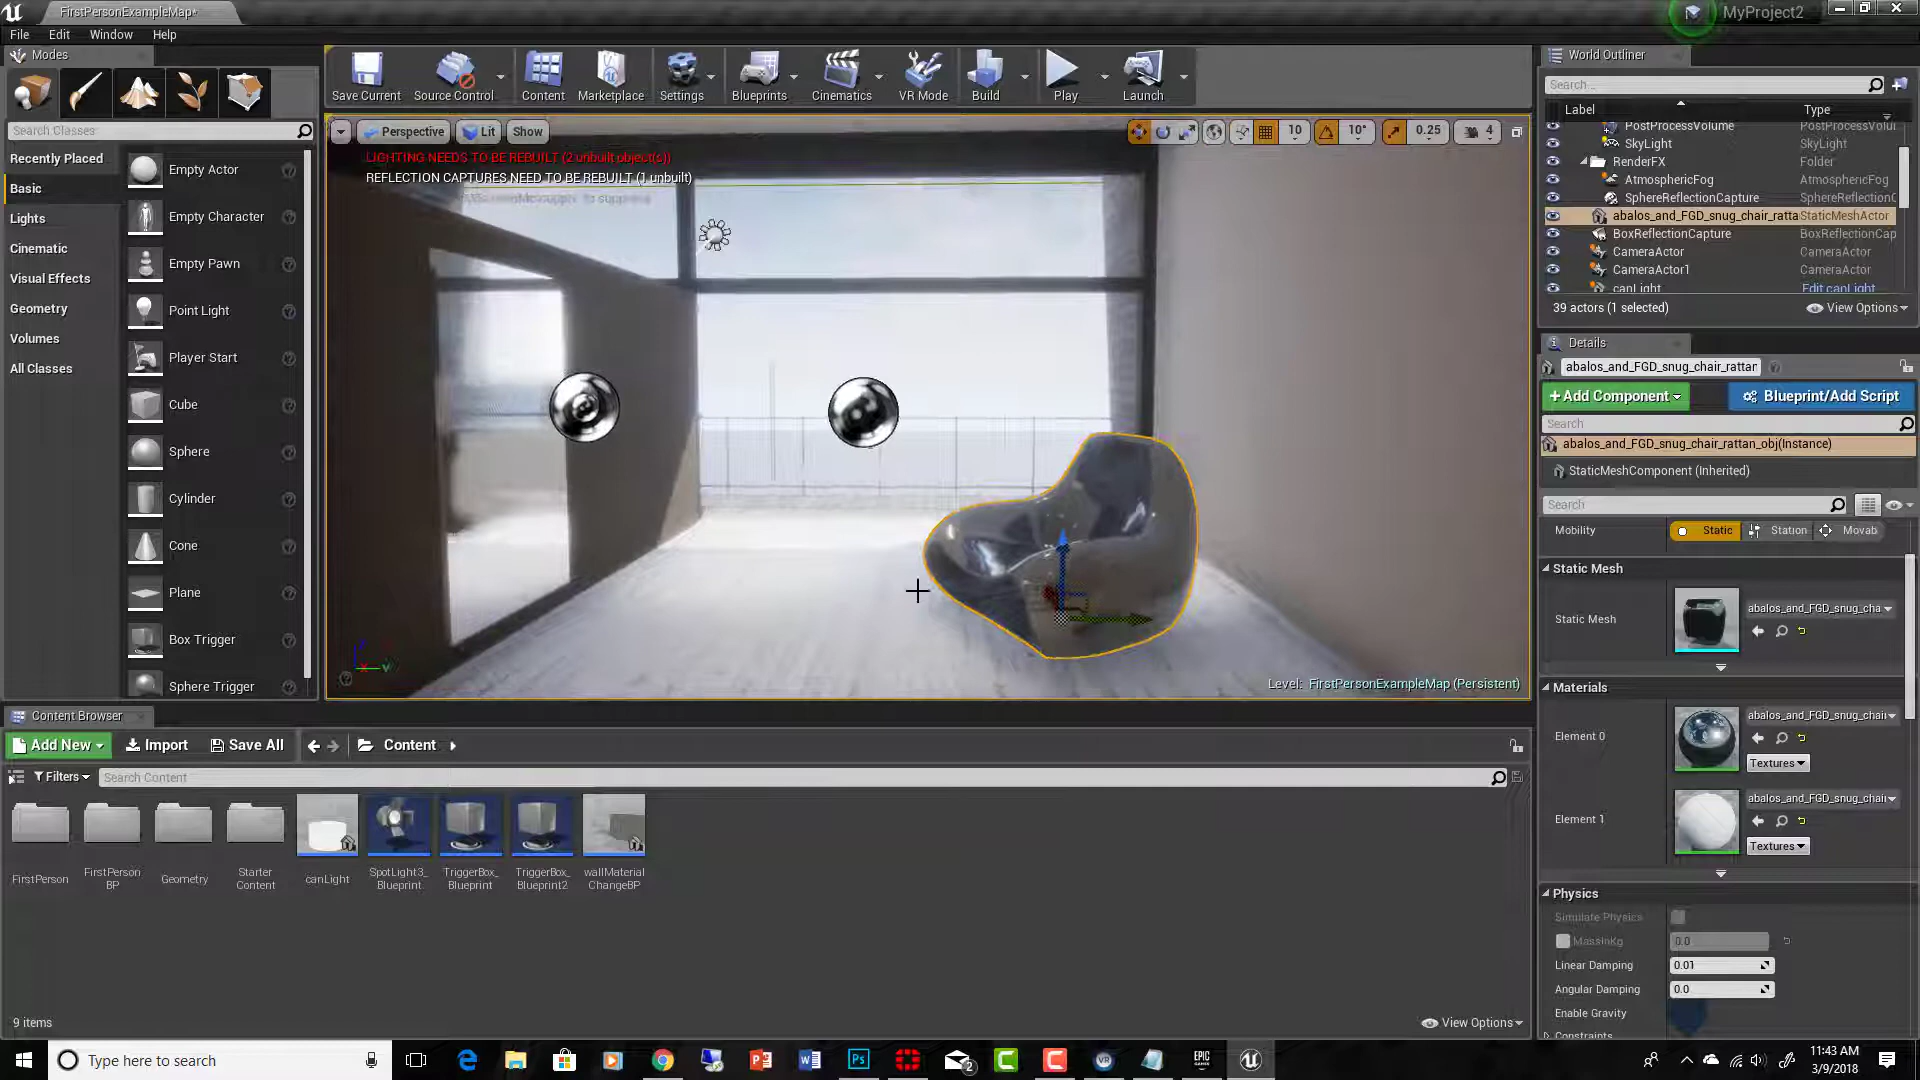 FirstPersonExampleMap*
MyProject2
File Edit Window Help
Modes
Search Classes
Recently Placed
Basic
Lights
Cinematic
Visual Effects
Geometry
Volumes
All Classes
Empty Actor
Empty Character
Empty Pawn
Point Light
Player Start
Cube
Sphere
Cylinder
Cone
Plane
Box Trigger
Sphere Trigger
Save Current
Source Control
Content
Marketplace
Settings
Blueprints
Cinematics
VR Mode
Build
Play
Launch
Perspective Lit Show
10 10° 0.25 4
LIGHTING NEEDS TO BE REBUILT (2 unbuilt object(s))
REFLECTION CAPTURES NEED TO BE REBUILT (1 unbuilt)
Level: FirstPersonExampleMap (Persistent)
World Outliner
Search...
Label Type
PostProcessVolume PostProcessVolu
SkyLight SkyLight
RenderFX Folder
AtmosphericFog AtmosphericFog
SphereReflectionCapture SphereReflectionC
abalos_and_FGD_snug_chair_ratta StaticMeshActor
BoxReflectionCapture BoxReflectionCap
CameraActor CameraActor
CameraActor1 CameraActor
canLight Edit canLight
39 actors (1 selected) View Options
Details
abalos_and_FGD_snug_chair_rattan
+Add Component Blueprint/Add Script
Search
abalos_and_FGD_snug_chair_rattan_obj(Instance)
StaticMeshComponent (Inherited)
Search
Mobility Static Station Movab
Static Mesh
Static Mesh abalos_and_FGD_snug_cha
Materials
Element 0 abalos_and_FGD_snug_chair
Textures
Element 1 abalos_and_FGD_snug_chair
Textures
Physics
Simulate Physics
MassInKg 0.0
Linear Damping 0.01
Angular Damping 0.0
Enable Gravity
Constraints
Content Browser
Add New Import Save All Content
Filters Search Content
FirstPerson
FirstPerson
BP
Geometry
Starter
Content
canLight
SpotLight3_
Blueprint
TriggerBox_
Blueprint
TriggerBox_
Blueprint2
wallMaterial
ChangeBP
9 items View Options
Type here to search
11:43 AM
3/9/2018